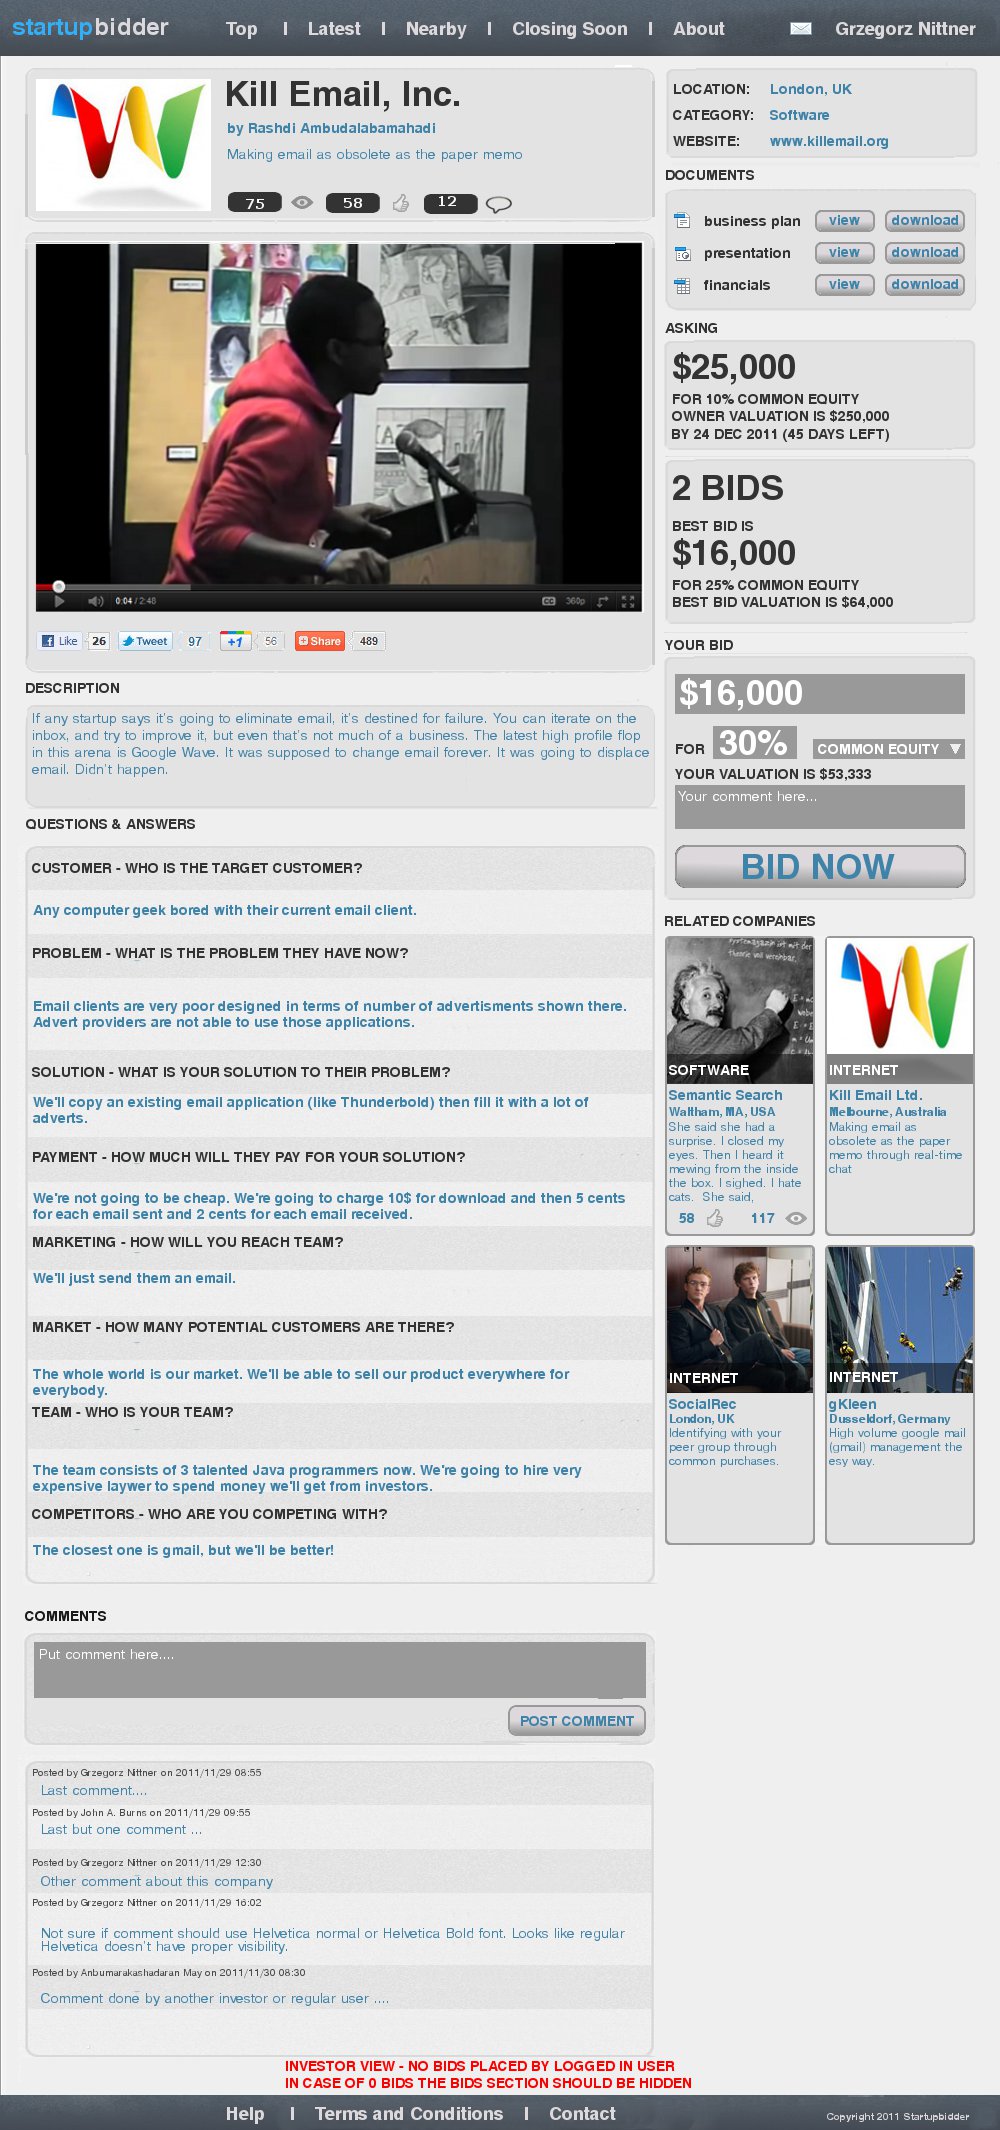 startupbidder
Top | Latest | Nearby | Closing Soon | About
Grzegorz Nittner
Kill Email, Inc.
by Rashdi Ambudalabamahadi
Making email as obsolete as the paper memo
75 58 12
0:04 / 2:48 CC 360p
Like 26 Tweet 97 +1 56 Share 489
DESCRIPTION
If any startup says it's going to eliminate email, it's destined for failure. You can iterate on the
inbox, and try to improve it, but even that's not much of a business. The latest high profile flop
in this arena is Google Wave. It was supposed to change email forever. It was going to displace
email. Didn't happen.
QUESTIONS & ANSWERS
CUSTOMER - WHO IS THE TARGET CUSTOMER?
Any computer geek bored with their current email client.
PROBLEM - WHAT IS THE PROBLEM THEY HAVE NOW?
Email clients are very poor designed in terms of number of advertisments shown there.
Advert providers are not able to use those applications.
SOLUTION - WHAT IS YOUR SOLUTION TO THEIR PROBLEM?
We'll copy an existing email application (like Thunderbold) then fill it with a lot of
adverts.
PAYMENT - HOW MUCH WILL THEY PAY FOR YOUR SOLUTION?
We're not going to be cheap. We're going to charge 10$ for download and then 5 cents
for each email sent and 2 cents for each email received.
MARKETING - HOW WILL YOU REACH TEAM?
We'll just send them an email.
MARKET - HOW MANY POTENTIAL CUSTOMERS ARE THERE?
The whole world is our market. We'll be able to sell our product everywhere for
everybody.
TEAM - WHO IS YOUR TEAM?
The team consists of 3 talented Java programmers now. We're going to hire very
expensive laywer to spend money we'll get from investors.
COMPETITORS - WHO ARE YOU COMPETING WITH?
The closest one is gmail, but we'll be better!
COMMENTS
Put comment here....
POST COMMENT
Posted by Grzegorz Nittner on 2011/11/29 08:55
Last comment....
Posted by John A. Burns on 2011/11/29 09:55
Last but one comment ...
Posted by Grzegorz Nittner on 2011/11/29 12:30
Other comment about this company
Posted by Grzegorz Nittner on 2011/11/29 16:02
Not sure if comment should use Helvetica normal or Helvetica Bold font. Looks like regular
Helvetica doesn't have proper visibility.
Posted by Anbumarakashadaran May on 2011/11/30 08:30
Comment done by another investor or regular user ....
LOCATION: London, UK
CATEGORY: Software
WEBSITE: www.killemail.org
DOCUMENTS
business plan view download
presentation view download
financials view download
ASKING
$25,000
FOR 10% COMMON EQUITY
OWNER VALUATION IS $250,000
BY 24 DEC 2011 (45 DAYS LEFT)
2 BIDS
BEST BID IS
$16,000
FOR 25% COMMON EQUITY
BEST BID VALUATION IS $64,000
YOUR BID
$16,000
FOR 30% COMMON EQUITY
YOUR VALUATION IS $53,333
Your comment here...
BID NOW
RELATED COMPANIES
SOFTWARE
Semantic Search
Waltham, MA, USA
She said she had a
surprise. I closed my
eyes. Then I heard it
mewing from the inside
the box. I sighed. I hate
cats. She said,
58 117
INTERNET
Kill Email Ltd.
Melbourne, Australia
Making email as
obsolete as the paper
memo through real-time
chat
INTERNET
SocialRec
London, UK
Identifying with your
peer group through
common purchases.
INTERNET
gKleen
Dusseldorf, Germany
High volume google mail
(gmail) management the
esy way.
INVESTOR VIEW - NO BIDS PLACED BY LOGGED IN USER
IN CASE OF 0 BIDS THE BIDS SECTION SHOULD BE HIDDEN
Help | Terms and Conditions | Contact
Copyright 2011 Startupbidder